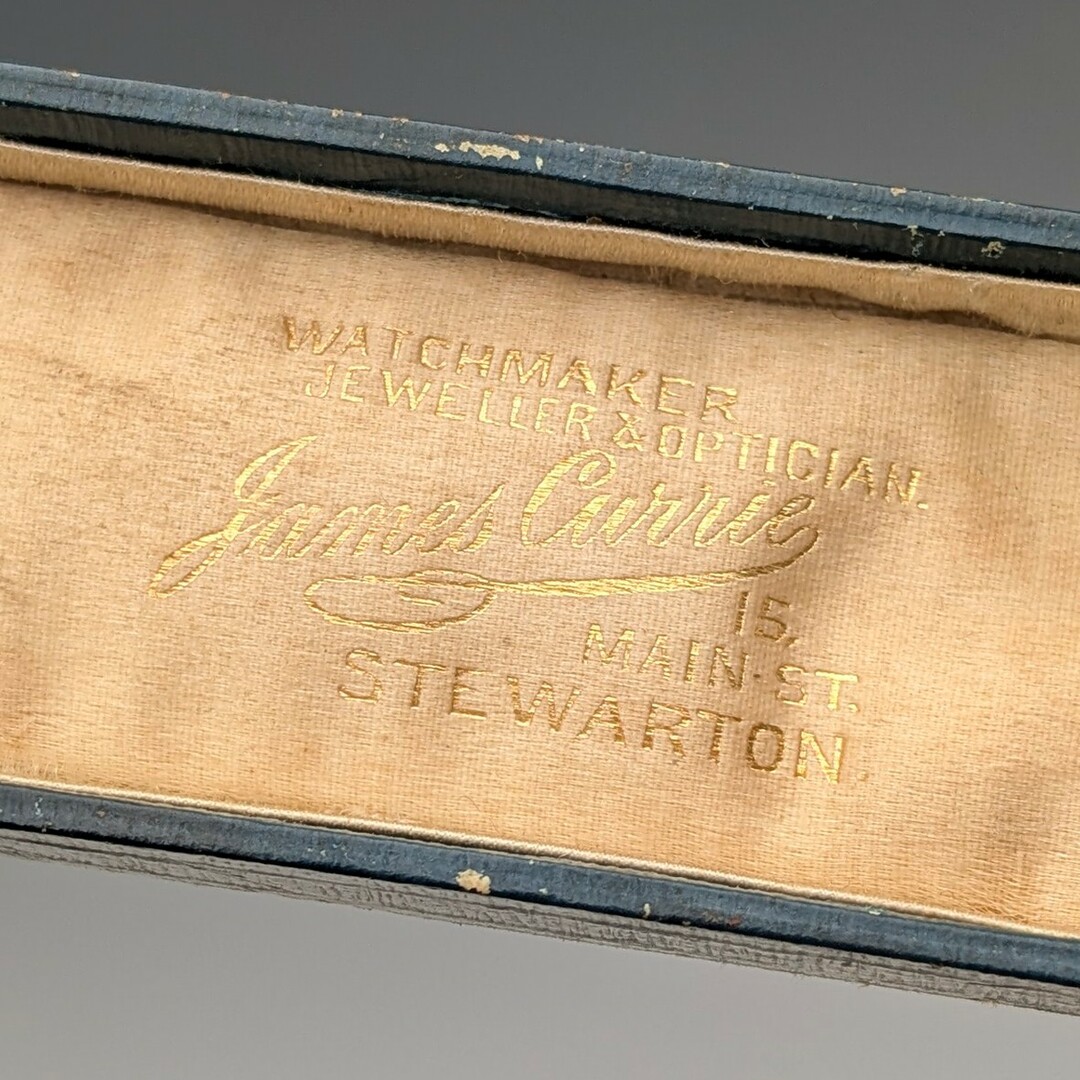 WATCHMAKER
JEWELLER & OPTICIAN.
James Currie
15,
MAIN·ST.
STEWARTON.